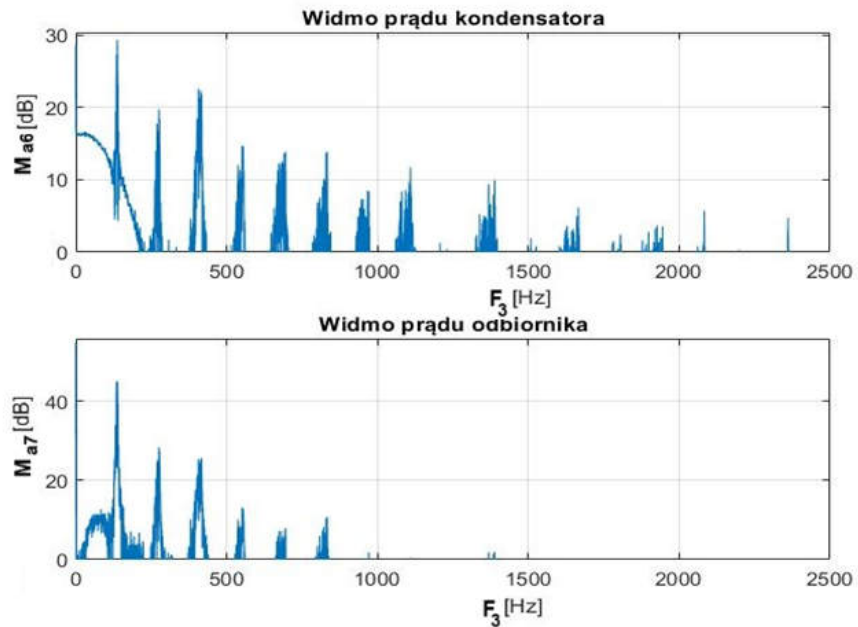 Widmo prądu kondensatora
30
20
10
0
M a6 [dB]
0 500 1000 1500 2000 2500
F3 [Hz]
Widmo prądu odbiornika
40
20
0
M a7 [dB]
0 500 1000 1500 2000 2500
F3 [Hz]